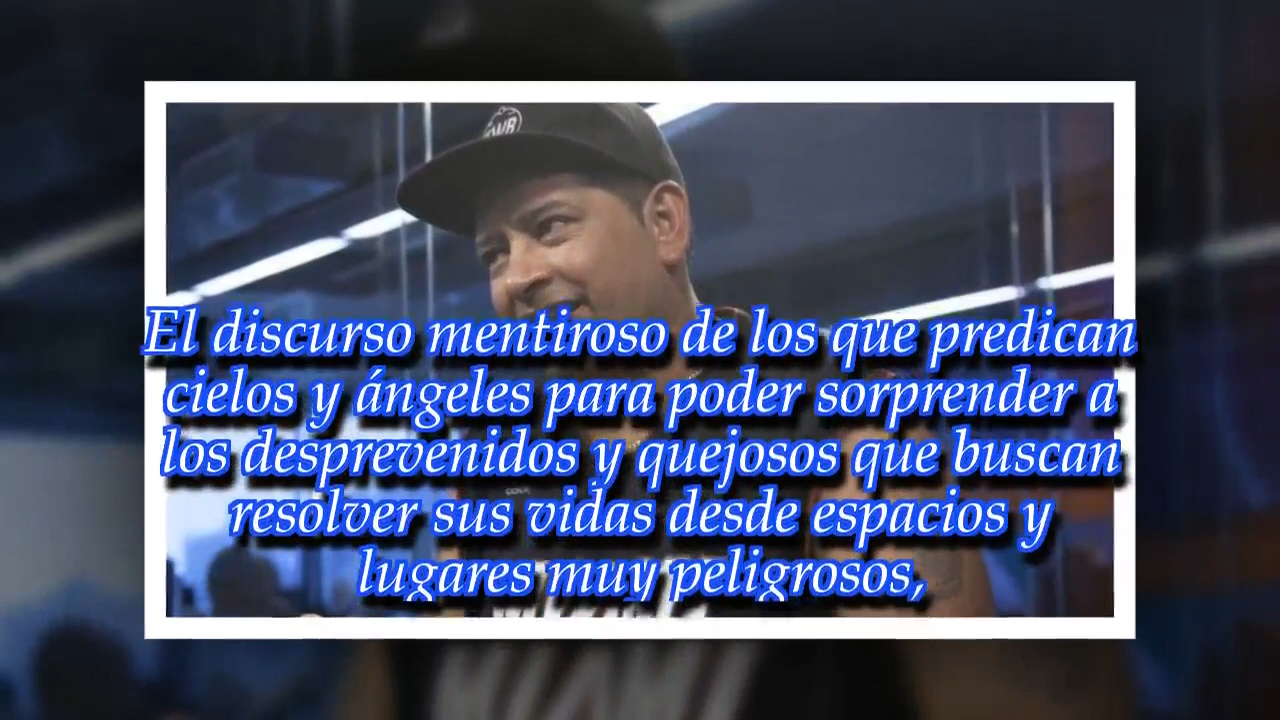 El discurso mentiroso de los que predican
cielos y ángeles para poder sorprender a
los desprevenidos y quejosos que buscan
resolver sus vidas desde espacios y
lugares muy peligrosos,